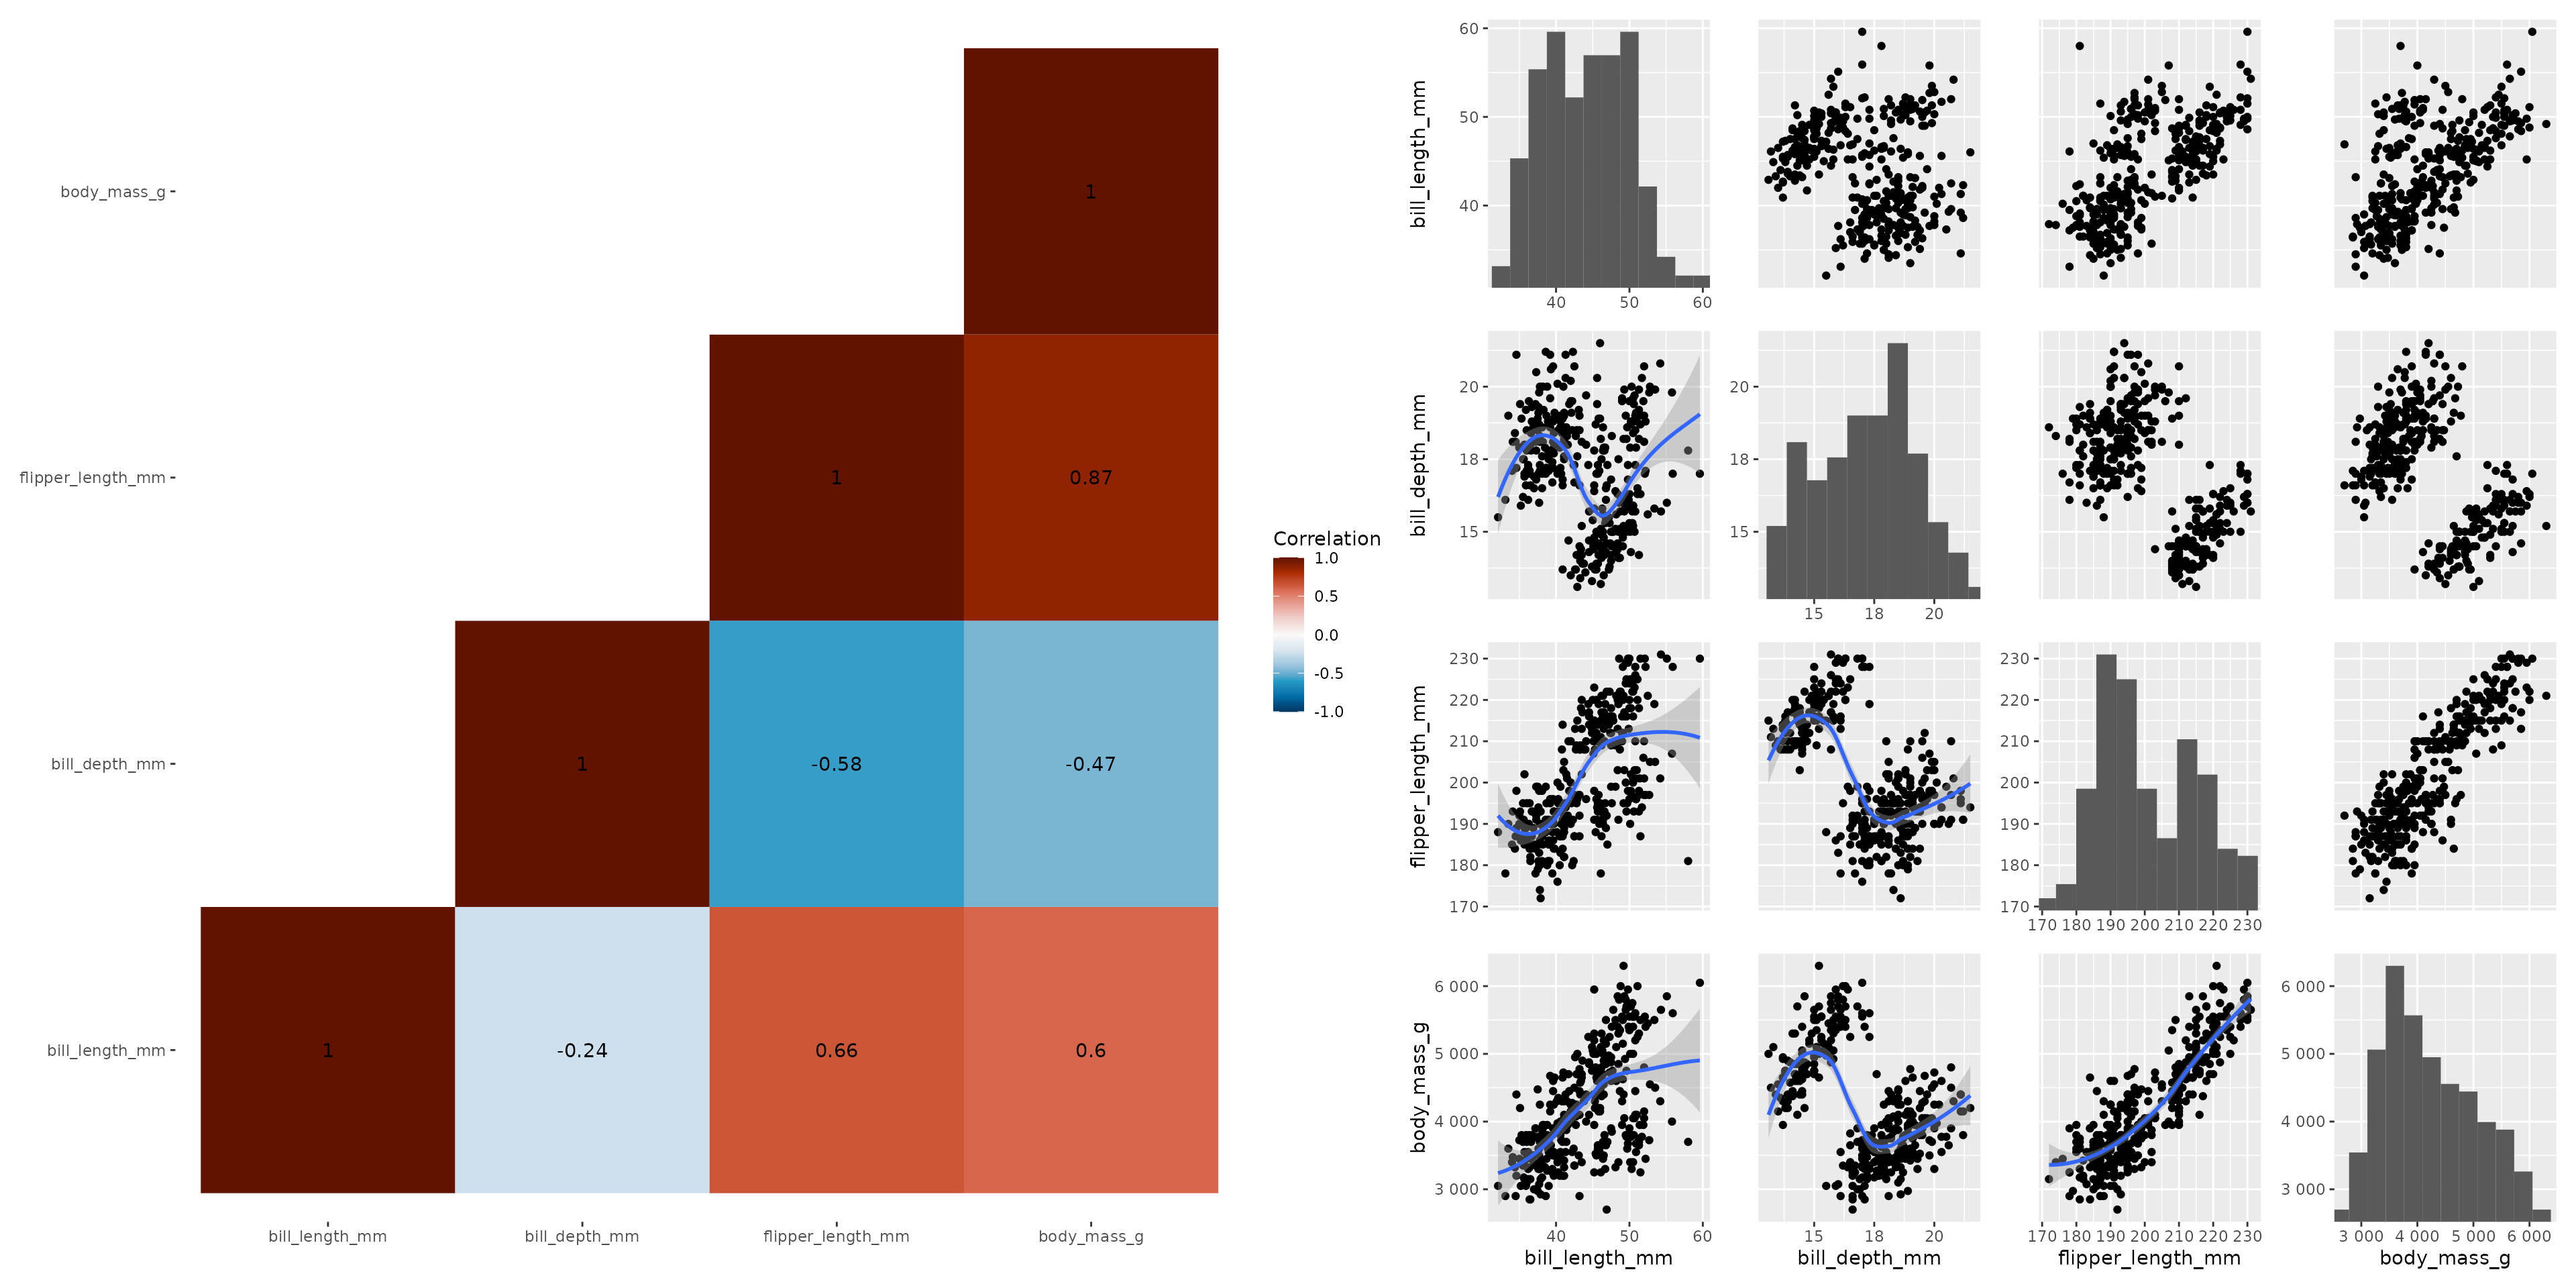 body_mass_g
flipper_length_mm
bill_depth_mm
bill_length_mm
1
1
0.87
1
-0.58
-0.47
1
-0.24
0.66
0.6
bill_length_mm
bill_depth_mm
flipper_length_mm
body_mass_g
Correlation
1.0
0.5
0.0
-0.5
-1.0
bill_length_mm
60
50
40
40 50 60
bill_depth_mm
20
18
15
20
18
15
15 18 20
flipper_length_mm
230
220
210
200
190
180
170
230
220
210
200
190
180
170
170 180 190 200 210 220 230
body_mass_g
6 000
5 000
4 000
3 000
6 000
5 000
4 000
3 000
40 50 60
15 18 20
170 180 190 200 210 220 230
3 000 4 000 5 000 6 000
bill_length_mm
bill_depth_mm
flipper_length_mm
body_mass_g